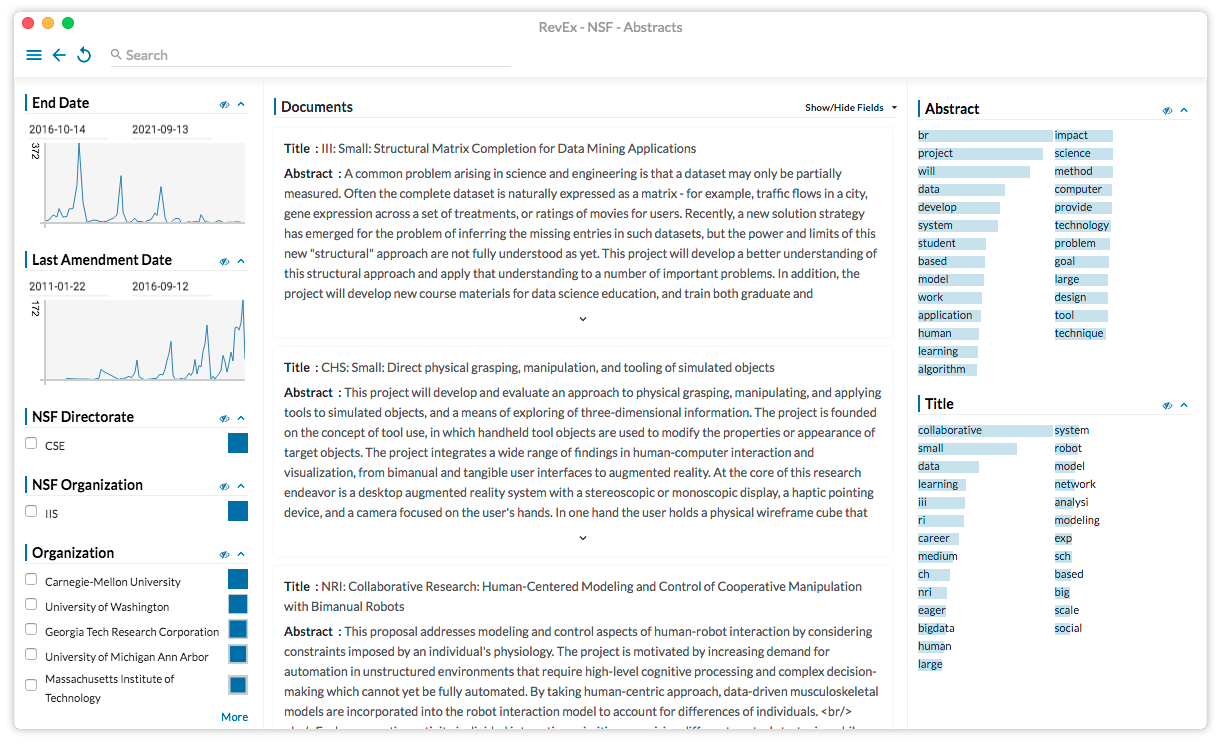 RevEx - NSF - Abstracts
Search
End Date
2016-10-14 2021-09-13
372
Last Amendment Date
2011-01-22 2016-09-12
172
NSF Directorate
CSE
NSF Organization
IIS
Organization
Carnegie-Mellon University
University of Washington
Georgia Tech Research Corporation
University of Michigan Ann Arbor
Massachusetts Institute of
Technology
More
Documents
Show/Hide Fields
Title : III: Small: Structural Matrix Completion for Data Mining Applications
Abstract : A common problem arising in science and engineering is that a dataset may only be partially
measured. Often the complete dataset is naturally expressed as a matrix - for example, traffic flows in a city,
gene expression across a set of treatments, or ratings of movies for users. Recently, a new solution strategy
has emerged for the problem of inferring the missing entries in such datasets, but the power and limits of this
new "structural" approach are not fully understood as yet. This project will develop a better understanding of
this structural approach and apply that understanding to a number of important problems. In addition, the
project will develop new course materials for data science education, and train both graduate and
Title : CHS: Small: Direct physical grasping, manipulation, and tooling of simulated objects
Abstract : This project will develop and evaluate an approach to physical grasping, manipulating, and applying
tools to simulated objects, and a means of exploring of three-dimensional information. The project is founded
on the concept of tool use, in which handheld tool objects are used to modify the properties or appearance of
target objects. The project integrates a wide range of findings in human-computer interaction and
visualization, from bimanual and tangible user interfaces to augmented reality. At the core of this research
endeavor is a desktop augmented reality system with a stereoscopic or monoscopic display, a haptic pointing
device, and a camera focused on the user's hands. In one hand the user holds a physical wireframe cube that
Title : NRI: Collaborative Research: Human-Centered Modeling and Control of Cooperative Manipulation
with Bimanual Robots
Abstract : This proposal addresses modeling and control aspects of human-robot interaction by considering
constraints imposed by an individual's physiology. The project is motivated by increasing demand for
automation in unstructured environments that require high-level cognitive processing and complex decision-
making which cannot yet be fully automated. By taking human-centric approach, data-driven musculoskeletal
models are incorporated into the robot interaction model to account for differences of individuals. <br/>
Abstract
br impact
project science
will method
data computer
develop provide
system technology
student problem
based goal
model large
work design
application tool
human technique
learning
algorithm
Title
collaborative system
small robot
data model
learning network
iii analysi
ri modeling
career exp
medium sch
ch based
nri big
eager scale
bigdata social
human
large